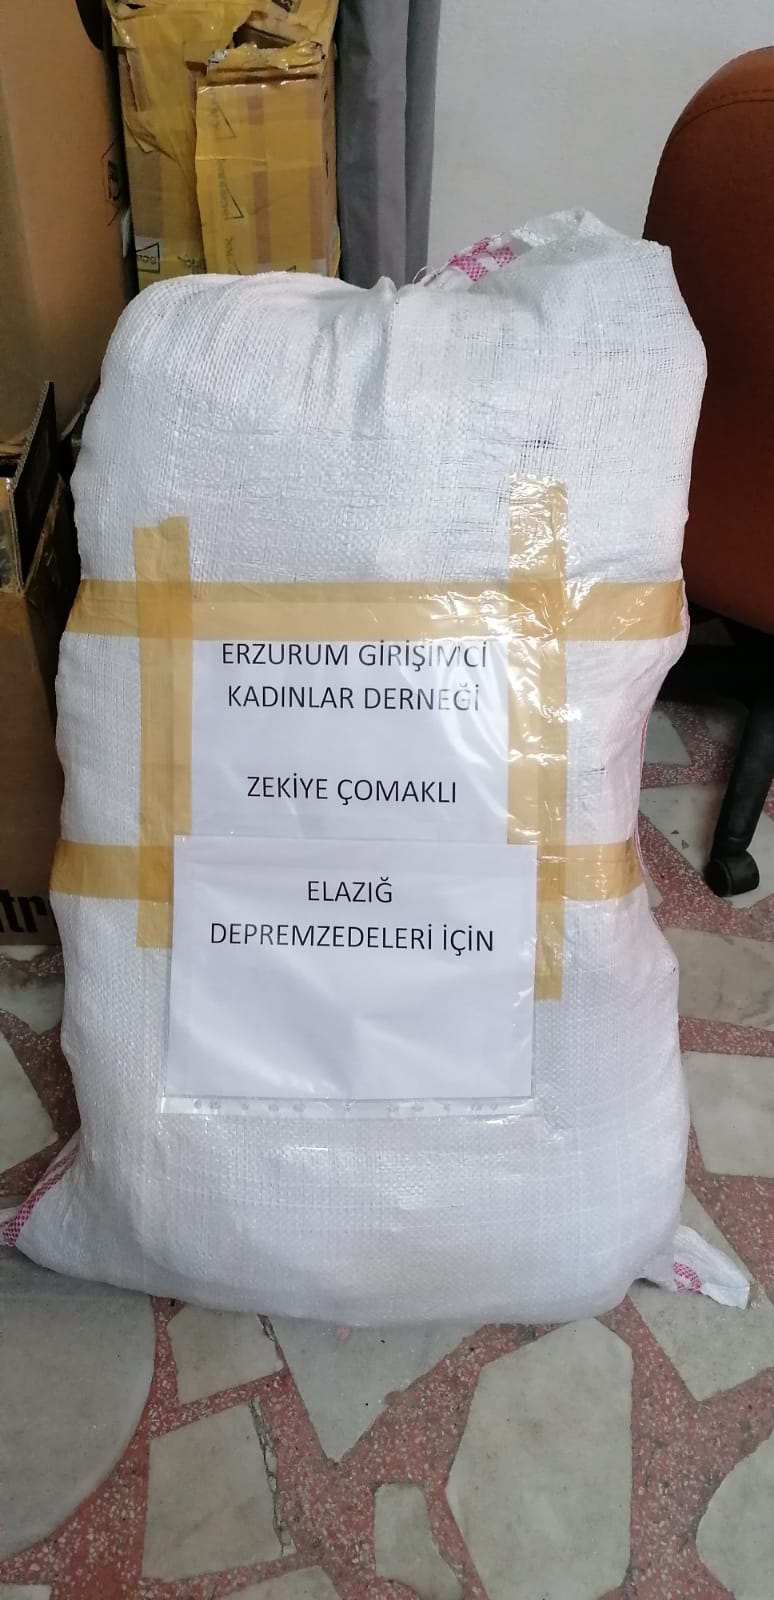 ERZURUM GİRİŞİMCİ
KADINLAR DERNEĞİ
ZEKİYE ÇOMAKLI
ELAZIĞ
DEPREMZEDELERİ İÇİN